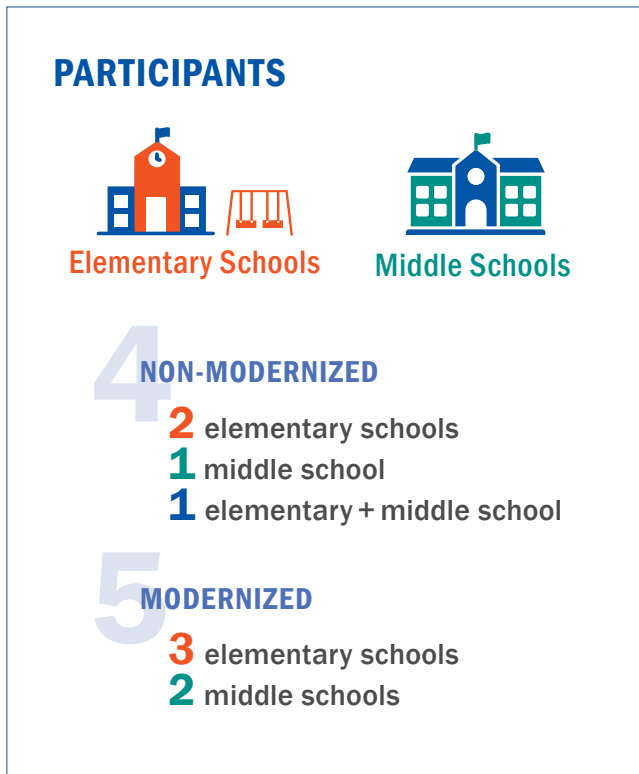 PARTICIPANTS
Elementary Schools
Middle Schools
4
NON-MODERNIZED
2 elementary schools
1 middle school
1 elementary + middle school
5
MODERNIZED
3 elementary schools
2 middle schools